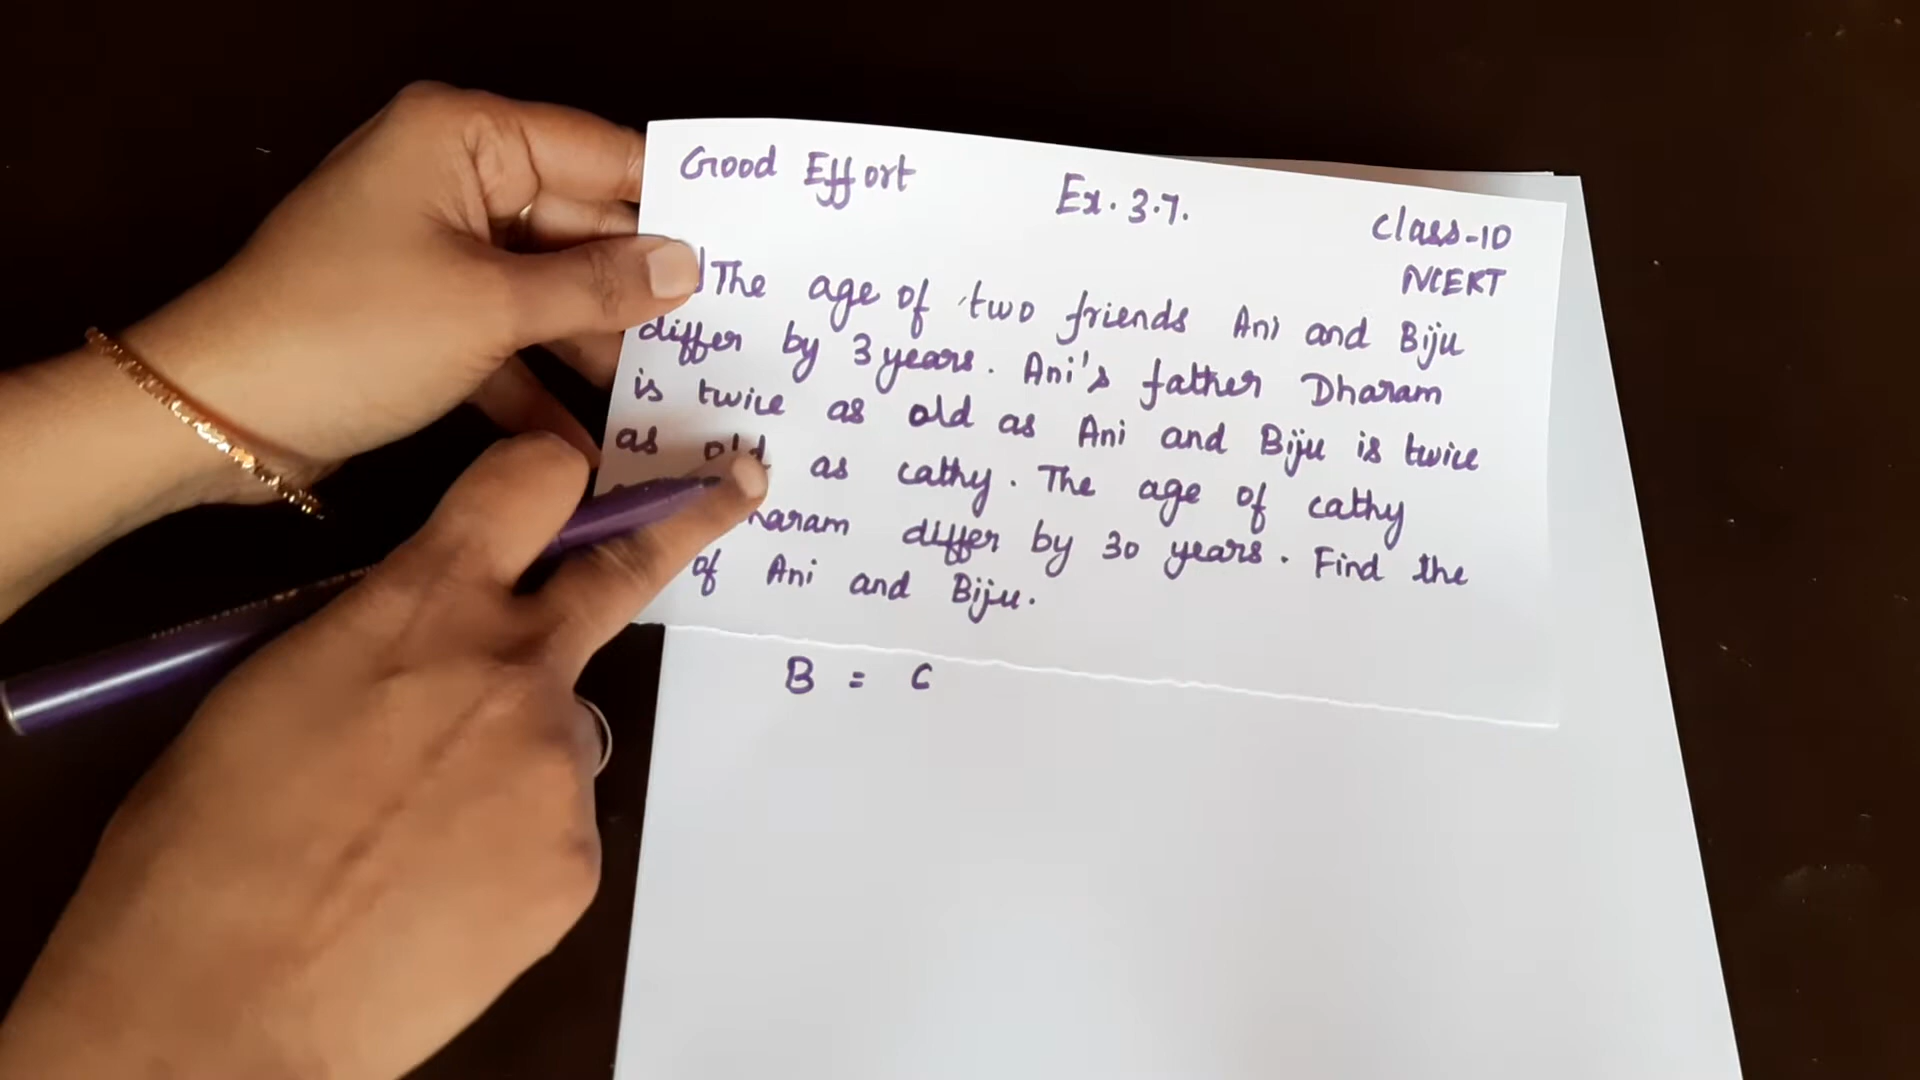 Good Effort
Ex. 3.7.
Class-10
NCERT
The age of two friends Ani and Biju
differ by 3 years. Ani's father Dharam
is twice as old as Ani and Biju is twice
as old as cathy. The age of cathy
differ by 30 years. Find the
of Ani and Biju.
B = C